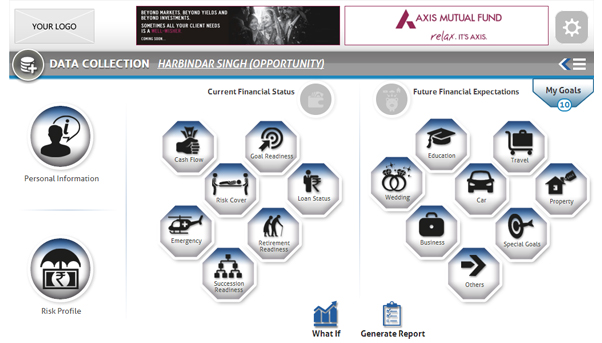 YOUR LOGO
BEYOND MARKETS, BEYOND YIELDS AND
BEYOND INVESTMENTS.
SOMETIMES ALL YOUR CLIENT NEEDS
IS A WELL-WISHER
COMING SOON...
AXIS MUTUAL FUND
relax. IT'S AXIS.
DATA COLLECTION HARBINDAR SINGH (OPPORTUNITY)
My Goals
10
Current Financial Status
Future Financial Expectations
Personal Information
Risk Profile
Cash Flow
Goal Readiness
Risk Cover
Loan Status
Emergency
Retirement
Readiness
Succession
Readiness
Education
Travel
Wedding
Car
Property
Business
Special Goals
Others
What If
Generate Report